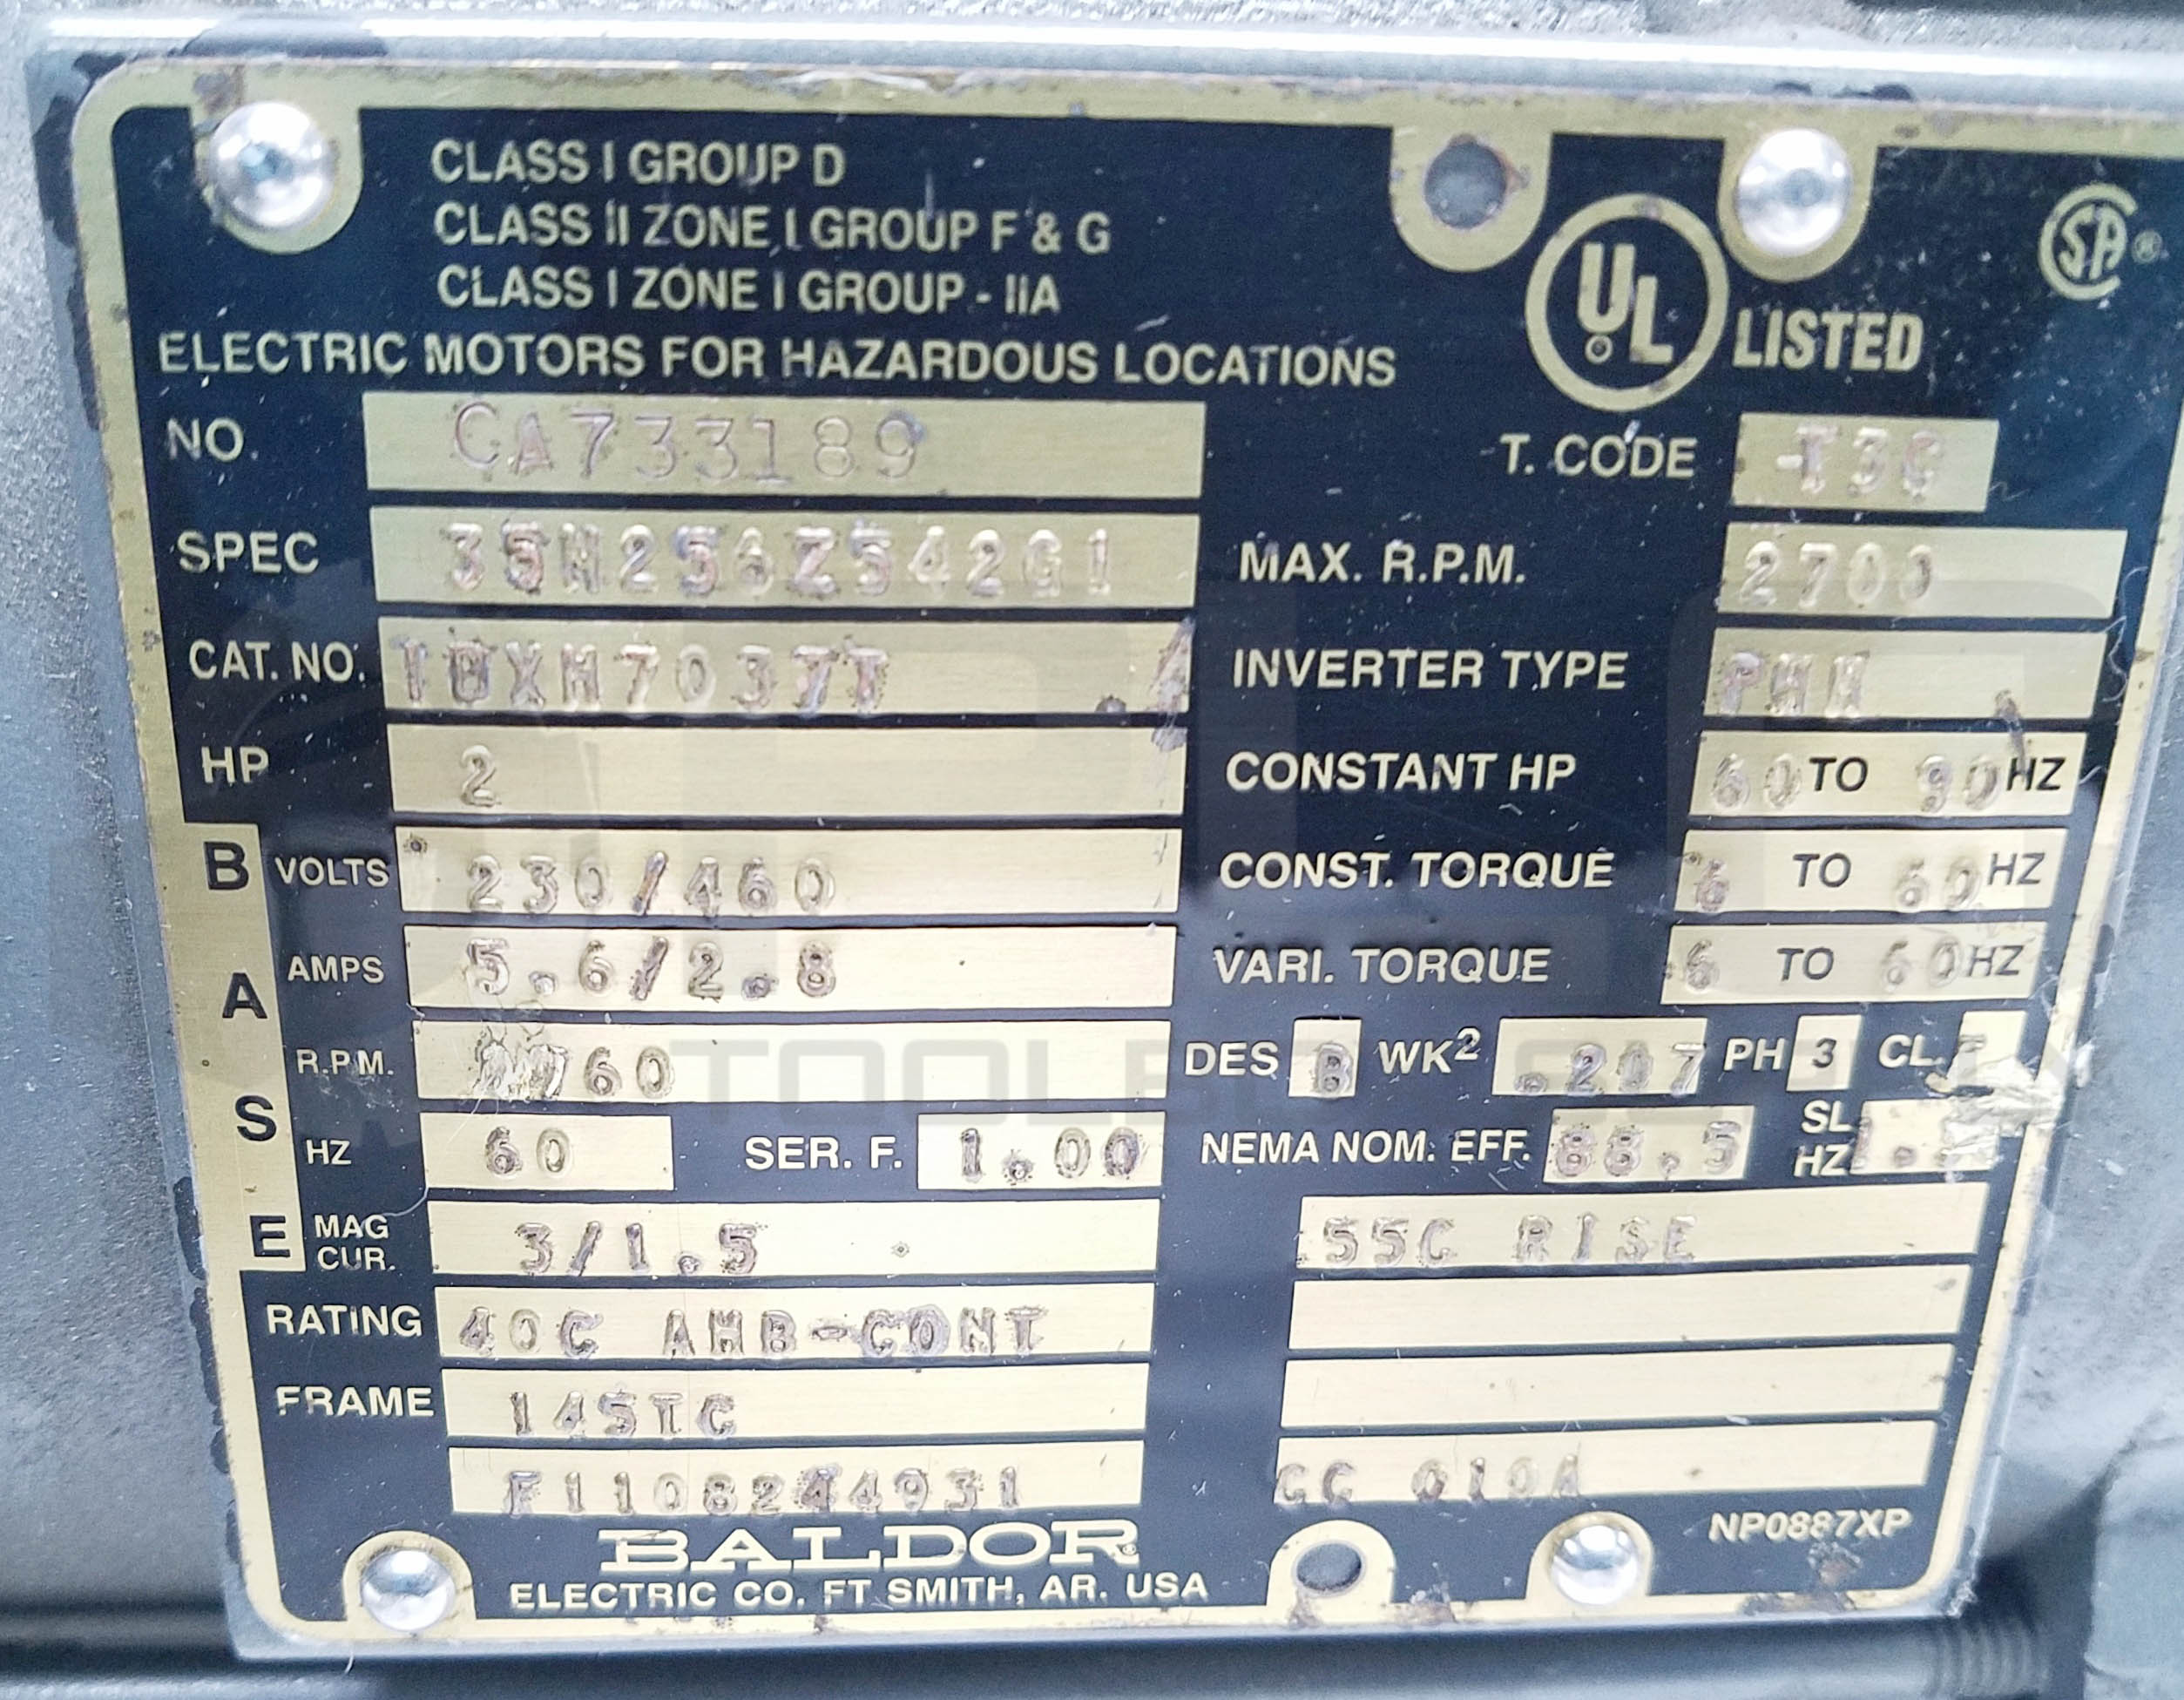 CLASS I GROUP D
CLASS II ZONE I GROUP F & G
CLASS I ZONE I GROUP - IIA
ELECTRIC MOTORS FOR HAZARDOUS LOCATIONS
UL LISTED
SA
NO. CA733189
T. CODE T3C
SPEC 35H256Z542G1
MAX. R.P.M. 2700
CAT. NO. IDXM7037T
INVERTER TYPE
HP 2
CONSTANT HP 60 TO 90 HZ
BASE
VOLTS 230/460
CONST. TORQUE 6 TO 60 HZ
AMPS 5.6/2.8
VARI. TORQUE 6 TO 60 HZ
R.P.M.
DES B WK2 .207 PH 3 CL.
HZ 60 SER. F. 1.00
NEMA NOM. EFF. 88.5 SL HZ
MAG CUR. 3/1.5
55C RISE
RATING 40C AMB-CONT
FRAME 145TC
F1108244931
CC 010A
BALDOR
ELECTRIC CO. FT SMITH, AR. USA
NP0887XP